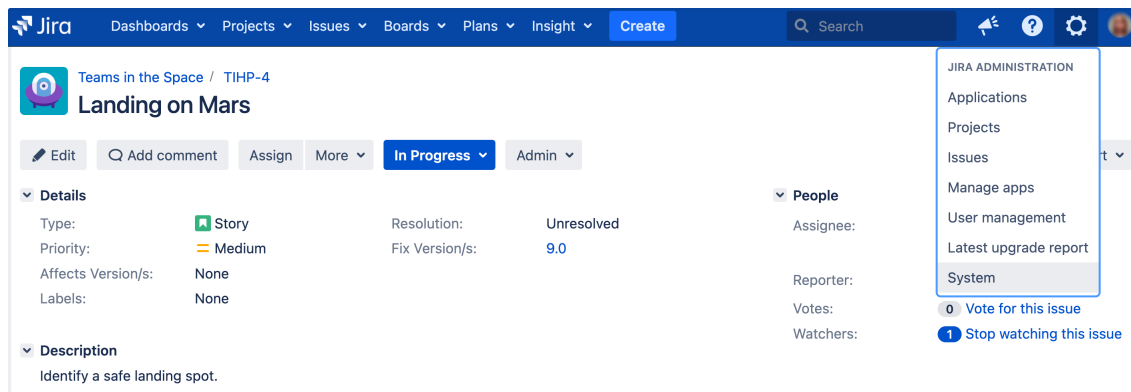 Jira Dashboards Projects Issues Boards Plans Insight Create Search
JIRA ADMINISTRATION
Applications
Projects
Issues
Manage apps
User management
Latest upgrade report
System
Teams in the Space / TIHP-4
Landing on Mars
Edit Add comment Assign More In Progress Admin
Details
Type: Story Resolution: Unresolved
Priority: Medium Fix Version/s: 9.0
Affects Version/s: None
Labels: None
People
Assignee:
Reporter:
Votes: 0 Vote for this issue
Watchers: 1 Stop watching this issue
Description
Identify a safe landing spot.